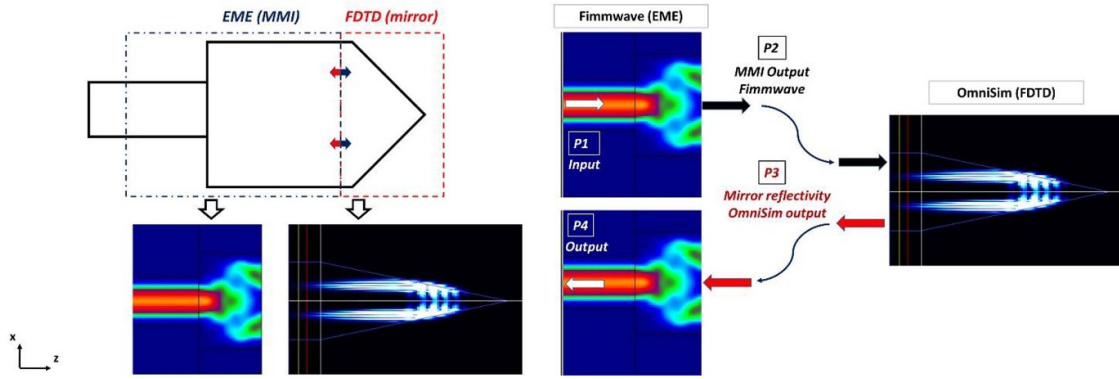 EME (MMI)
FDTD (mirror)
x
z
Fimmwave (EME)
P1
Input
P2
MMI Output
Fimmwave
OmniSim (FDTD)
P3
Mirror reflectivity
OmniSim output
P4
Output